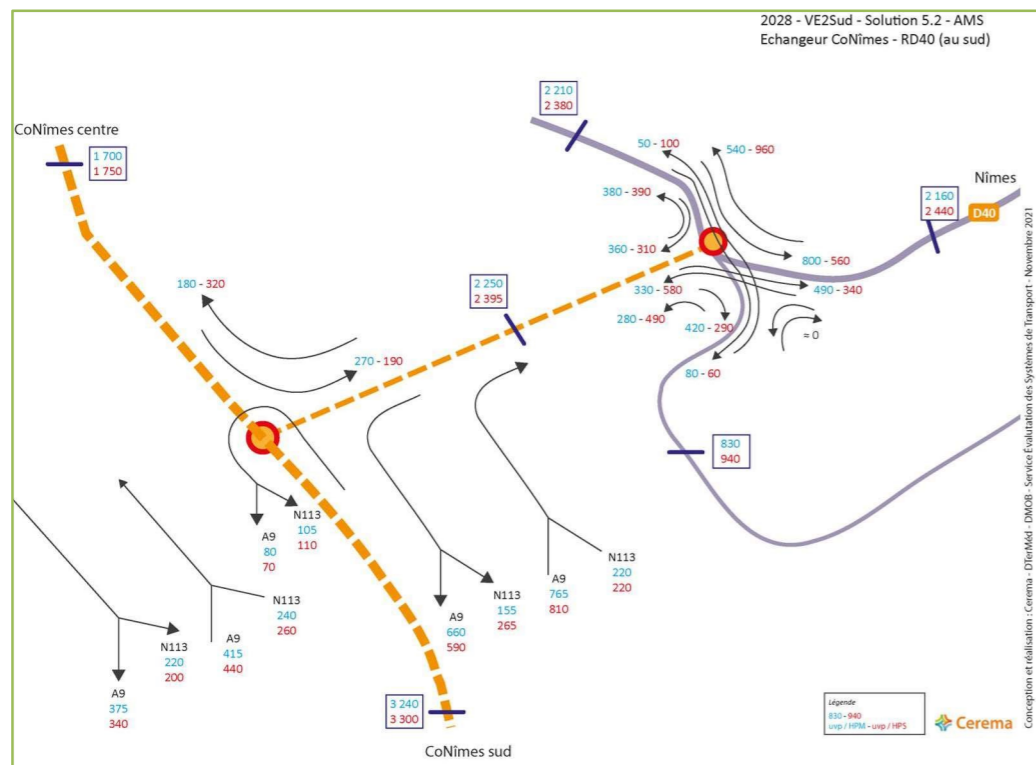 2028 - VE2Sud - Solution 5.2 - AMS
Echangeur CoNîmes - RD40 (au sud)
2 210
2 380
CoNîmes centre
1 700
1 750
50 - 100
540 - 960
Nîmes
380 - 390
2 160
2 440
D40
360 - 310
800 - 560
180 - 320
2 250
2 395
330 - 580
490 - 340
280 - 490
420 - 290
≈ 0
270 - 190
80 - 60
830
940
N113
105
110
A9
80
70
N113
220
220
A9
765
810
N113
155
265
A9
660
590
N113
240
260
A9
415
440
N113
220
200
A9
375
340
3 240
3 300
CoNîmes sud
Légende
830 - 940
uvp / HPM - uvp / HPS
Cerema
Conception et réalisation : Cerema - DTerMéd - DMOB - Service Évalutation des Systèmes de Transport - Novembre 2021